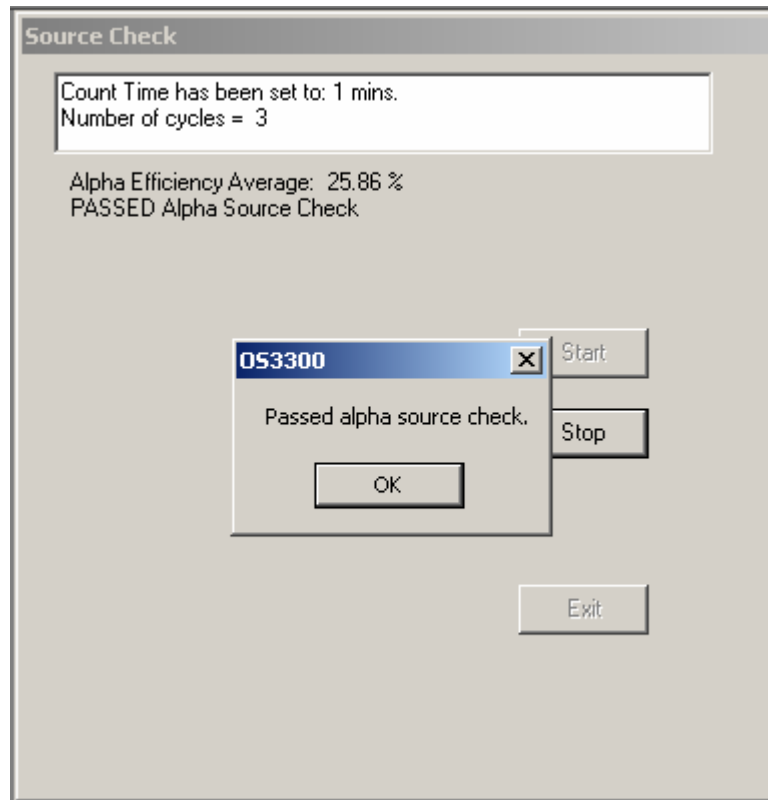 Source Check
Count Time has been set to: 1 mins.
Number of cycles = 3
Alpha Efficiency Average: 25.86 %
PASSED Alpha Source Check
OS3300
Start
Passed alpha source check.
Stop
OK
Exit